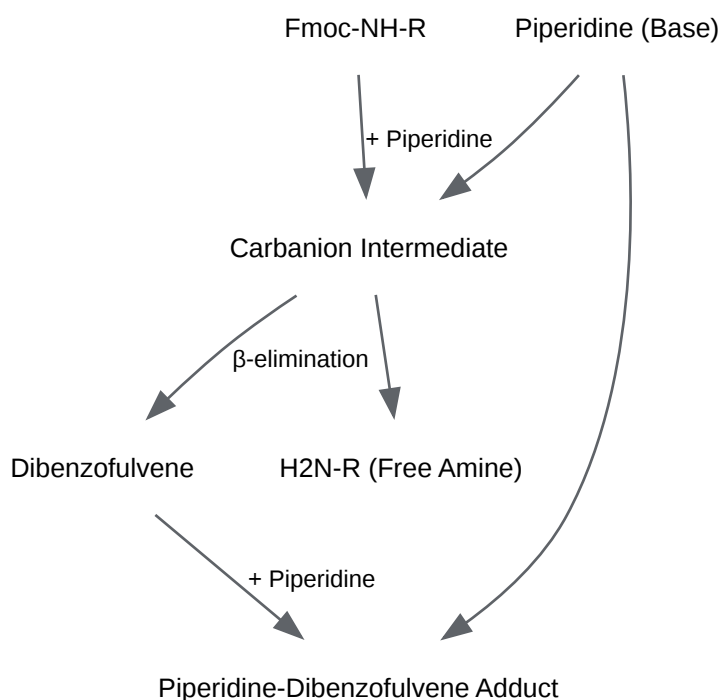 Fmoc-NH-R
Piperidine (Base)
+ Piperidine
Carbanion Intermediate
β-elimination
Dibenzofulvene
H2N-R (Free Amine)
+ Piperidine
Piperidine-Dibenzofulvene Adduct